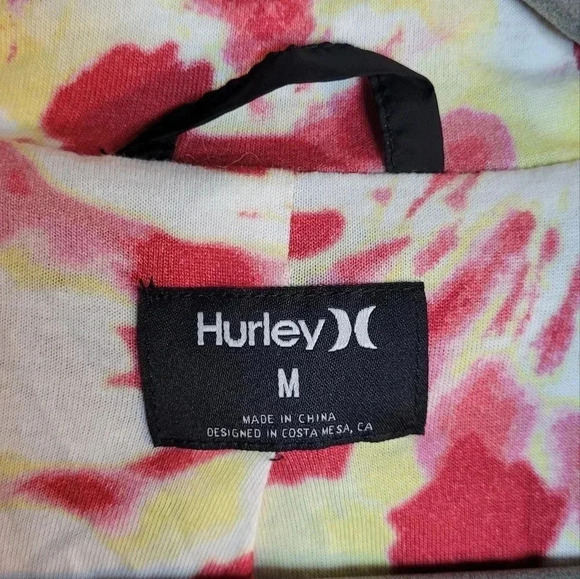 Hurley
M
MADE IN CHINA
DESIGNED IN COSTA MESA, CA